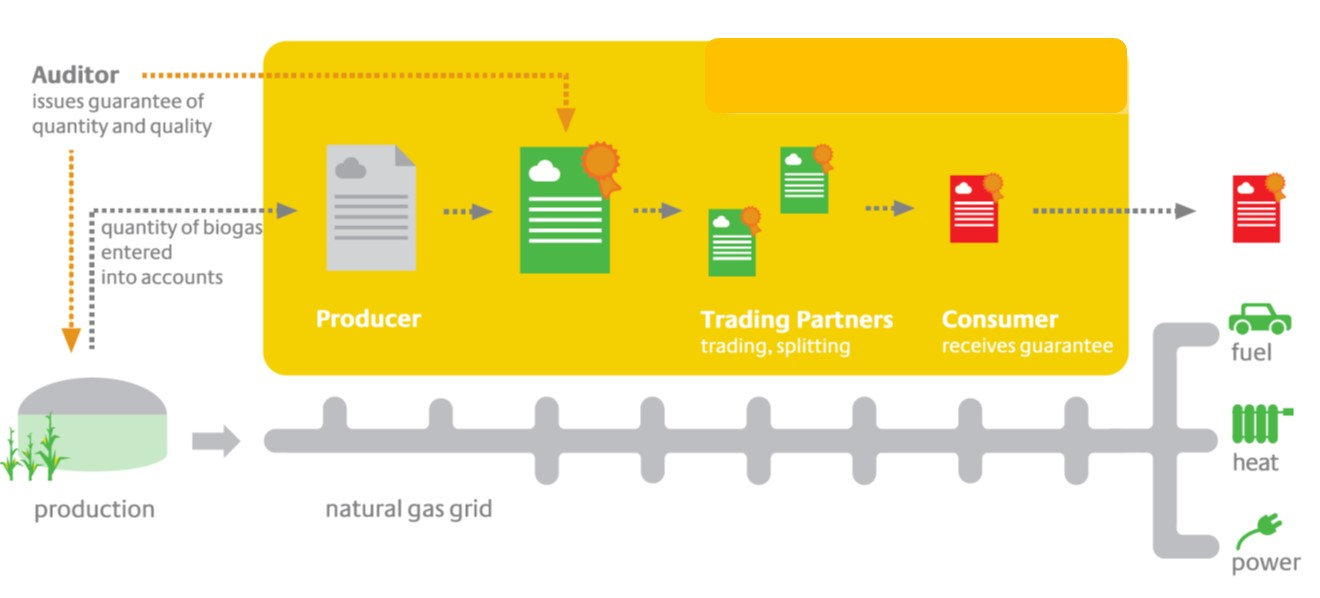 Auditor
issues guarantee of
quantity and quality
quantity of biogas
entered
into accounts
Producer
Trading Partners
trading, splitting
Consumer
receives guarantee
fuel
heat
power
production
natural gas grid